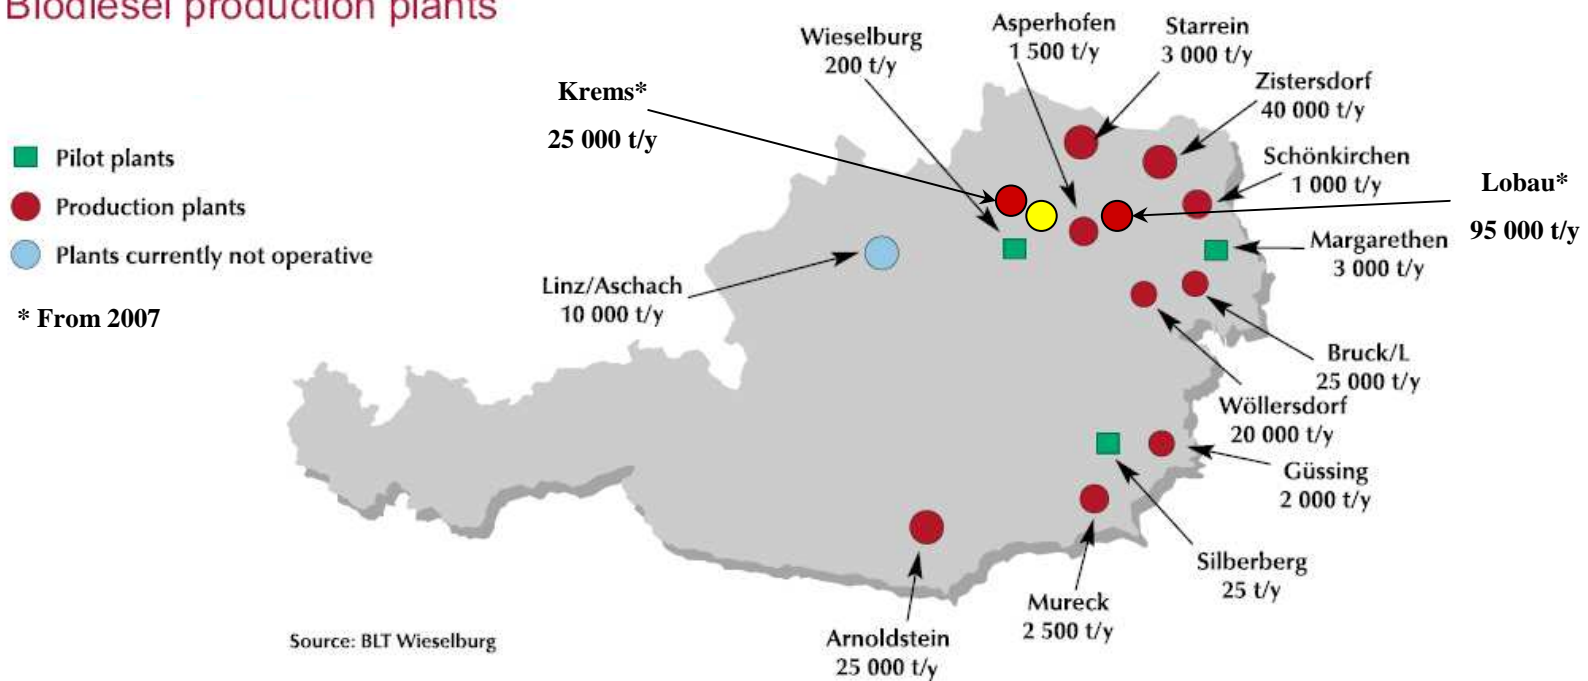 Biodiesel production plants
Wieselburg
200 t/y
Asperhofen
1 500 t/y
Starrein
3 000 t/y
Zistersdorf
40 000 t/y
Krems*
25 000 t/y
Schönkirchen
1 000 t/y
Lobau*
95 000 t/y
Pilot plants
Production plants
Plants currently not operative
* From 2007
Margarethen
3 000 t/y
Linz/Aschach
10 000 t/y
Bruck/L
25 000 t/y
Wöllersdorf
20 000 t/y
Güssing
2 000 t/y
Silberberg
25 t/y
Mureck
2 500 t/y
Arnoldstein
25 000 t/y
Source: BLT Wieselburg